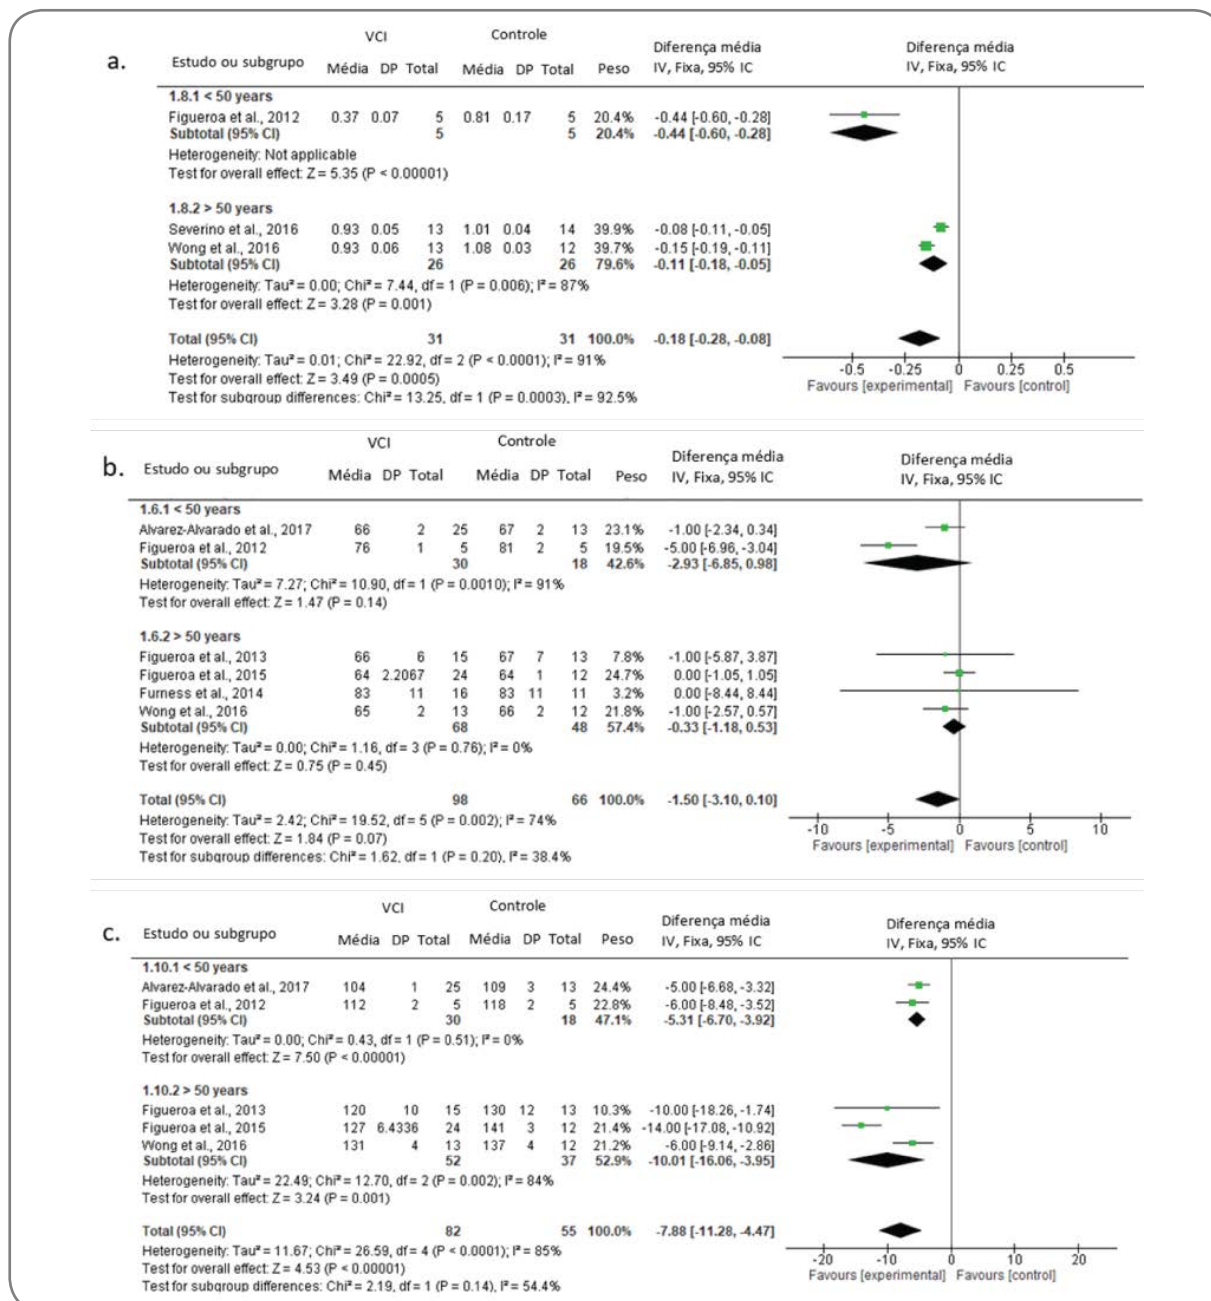 a.
VCI Controle Diferença média Diferença média
Estudo ou subgrupo Média DP Total Média DP Total Peso IV, Fixa, 95% IC IV, Fixa, 95% IC
1.8.1 < 50 years
Figueroa et al., 2012 0.37 0.07 5 0.81 0.17 5 20.4% -0.44 [-0.60, -0.28]
Subtotal (95% CI) 5 5 20.4% -0.44 [-0.60, -0.28]
Heterogeneity: Not applicable
Test for overall effect: Z = 5.35 (P < 0.00001)
1.8.2 > 50 years
Severino et al., 2016 0.93 0.05 13 1.01 0.04 14 39.9% -0.08 [-0.11, -0.05]
Wong et al., 2016 0.93 0.06 13 1.08 0.03 12 39.7% -0.15 [-0.19, -0.11]
Subtotal (95% CI) 26 26 79.6% -0.11 [-0.18, -0.05]
Heterogeneity: Tau² = 0.00; Chi² = 7.44, df = 1 (P = 0.006); I² = 87%
Test for overall effect: Z = 3.28 (P = 0.001)
Total (95% CI) 31 31 100.0% -0.18 [-0.28, -0.08]
Heterogeneity: Tau² = 0.01; Chi² = 22.92, df = 2 (P < 0.0001); I² = 91%
Test for overall effect: Z = 3.49 (P = 0.0005)
Test for subgroup differences: Chi² = 13.25, df = 1 (P = 0.0003), I² = 92.5%
-0.5 -0.25 0 0.25 0.5
Favours [experimental] Favours [control]
b.
VCI Controle Diferença média Diferença média
Estudo ou subgrupo Média DP Total Média DP Total Peso IV, Fixa, 95% IC IV, Fixa, 95% IC
1.6.1 < 50 years
Alvarez-Alvarado et al., 2017 66 2 25 67 2 13 23.1% -1.00 [-2.34, 0.34]
Figueroa et al., 2012 76 1 5 81 2 5 19.5% -5.00 [-6.96, -3.04]
Subtotal (95% CI) 30 18 42.6% -2.93 [-6.85, 0.98]
Heterogeneity: Tau² = 7.27; Chi² = 10.90, df = 1 (P = 0.0010); I² = 91%
Test for overall effect: Z = 1.47 (P = 0.14)
1.6.2 > 50 years
Figueroa et al., 2013 66 6 15 67 7 13 7.8% -1.00 [-5.87, 3.87]
Figueroa et al., 2015 64 2.2067 24 64 1 12 24.7% 0.00 [-1.05, 1.05]
Furness et al., 2014 83 11 16 83 11 11 3.2% 0.00 [-8.44, 8.44]
Wong et al., 2016 65 2 13 66 2 12 21.8% -1.00 [-2.57, 0.57]
Subtotal (95% CI) 68 48 57.4% -0.33 [-1.18, 0.53]
Heterogeneity: Tau² = 0.00; Chi² = 1.16, df = 3 (P = 0.76); I² = 0%
Test for overall effect: Z = 0.75 (P = 0.45)
Total (95% CI) 98 66 100.0% -1.50 [-3.10, 0.10]
Heterogeneity: Tau² = 2.42; Chi² = 19.52, df = 5 (P = 0.002); I² = 74%
Test for overall effect: Z = 1.84 (P = 0.07)
Test for subgroup differences: Chi² = 1.62, df = 1 (P = 0.20), I² = 38.4%
-10 -5 0 5 10
Favours [experimental] Favours [control]
c.
VCI Controle Diferença média Diferença média
Estudo ou subgrupo Média DP Total Média DP Total Peso IV, Fixa, 95% IC IV, Fixa, 95% IC
1.10.1 < 50 years
Alvarez-Alvarado et al., 2017 104 1 25 109 3 13 24.4% -5.00 [-6.68, -3.32]
Figueroa et al., 2012 112 2 5 118 2 5 22.8% -6.00 [-8.48, -3.52]
Subtotal (95% CI) 30 18 47.1% -5.31 [-6.70, -3.92]
Heterogeneity: Tau² = 0.00; Chi² = 0.43, df = 1 (P = 0.51); I² = 0%
Test for overall effect: Z = 7.50 (P < 0.00001)
1.10.2 > 50 years
Figueroa et al., 2013 120 10 15 130 12 13 10.3% -10.00 [-18.26, -1.74]
Figueroa et al., 2015 127 6.4336 24 141 3 12 21.4% -14.00 [-17.08, -10.92]
Wong et al., 2016 131 4 13 137 4 12 21.2% -6.00 [-9.14, -2.86]
Subtotal (95% CI) 52 37 52.9% -10.01 [-16.06, -3.95]
Heterogeneity: Tau² = 22.49; Chi² = 12.70, df = 2 (P = 0.002); I² = 84%
Test for overall effect: Z = 3.24 (P = 0.001)
Total (95% CI) 82 55 100.0% -7.88 [-11.28, -4.47]
Heterogeneity: Tau² = 11.67; Chi² = 26.59, df = 4 (P < 0.0001); I² = 85%
Test for overall effect: Z = 4.53 (P < 0.00001)
Test for subgroup differences: Chi² = 2.19, df = 1 (P = 0.14), I² = 54.4%
-20 -10 0 10 20
Favours [experimental] Favours [control]